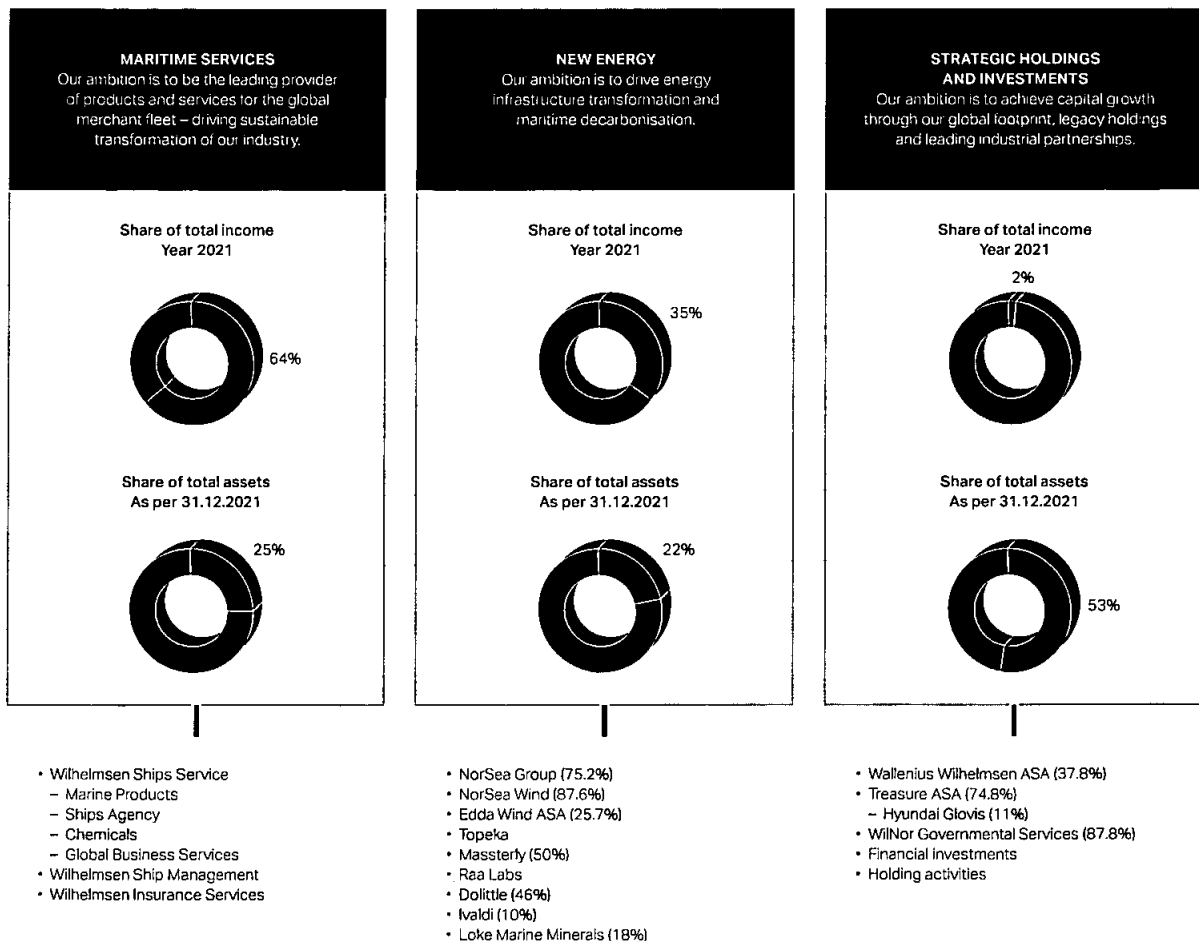 MARITIME SERVICES
Our ambition is to be the leading provider
of products and services for the global
merchant fleet – driving sustainable
transformation of our industry.
Share of total income
Year 2021
64%
Share of total assets
As per 31.12.2021
25%
• Wilhelmsen Ships Service
– Marine Products
– Ships Agency
– Chemicals
– Global Business Services
• Wilhelmsen Ship Management
• Wilhelmsen Insurance Services
NEW ENERGY
Our ambition is to drive energy
infrastructure transformation and
maritime decarbonisation.
Share of total income
Year 2021
35%
Share of total assets
As per 31.12.2021
22%
• NorSea Group (75.2%)
• NorSea Wind (87.6%)
• Edda Wind ASA (25.7%)
• Topeka
• Massterly (50%)
• Raa Labs
• Dolittle (46%)
• Ivaldi (10%)
• Loke Marine Minerals (18%)
STRATEGIC HOLDINGS
AND INVESTMENTS
Our ambition is to achieve capital growth
through our global footprint, legacy holdings
and leading industrial partnerships.
Share of total income
Year 2021
2%
Share of total assets
As per 31.12.2021
53%
• Wallenius Wilhelmsen ASA (37.8%)
• Treasure ASA (74.8%)
– Hyundai Glovis (11%)
• WilNor Governmental Services (87.8%)
• Financial investments
• Holding activities